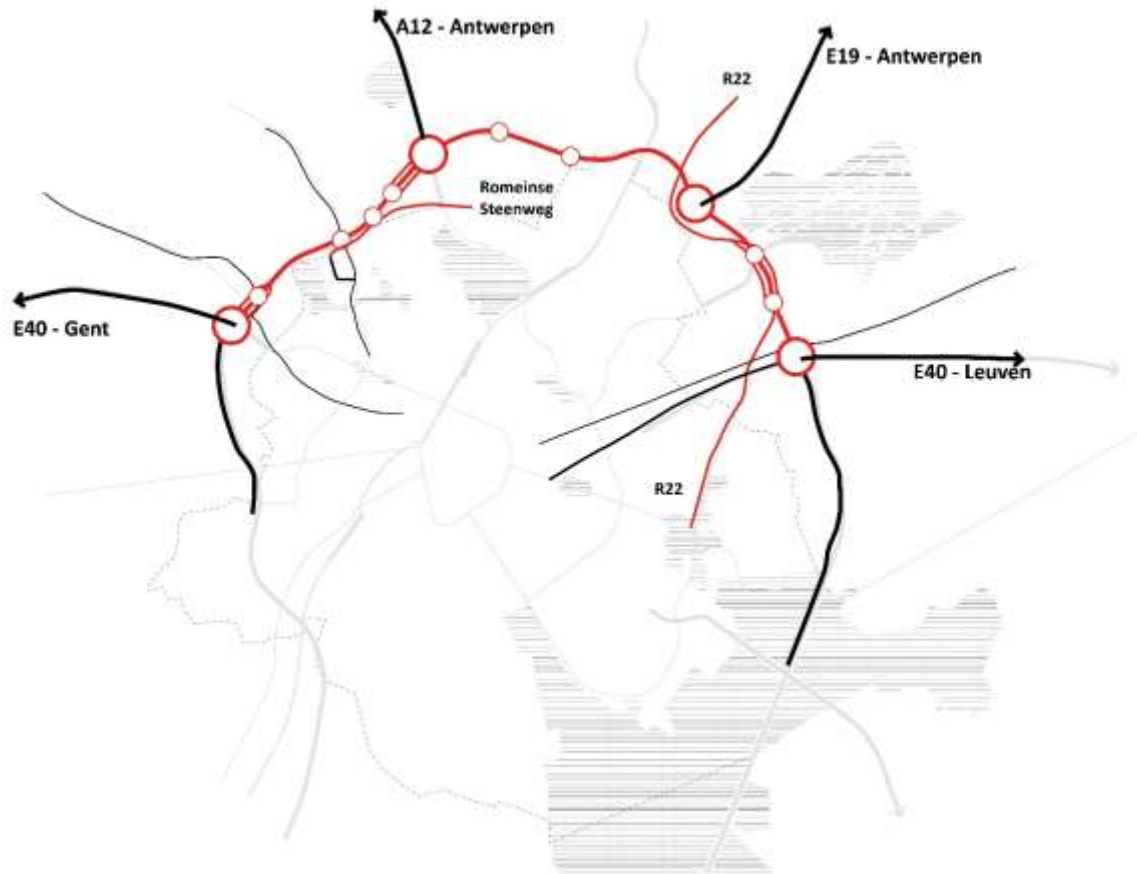 A12 - Antwerpen
E19 - Antwerpen
R22
Romeinse
Steenweg
E40 - Gent
E40 - Leuven
R22